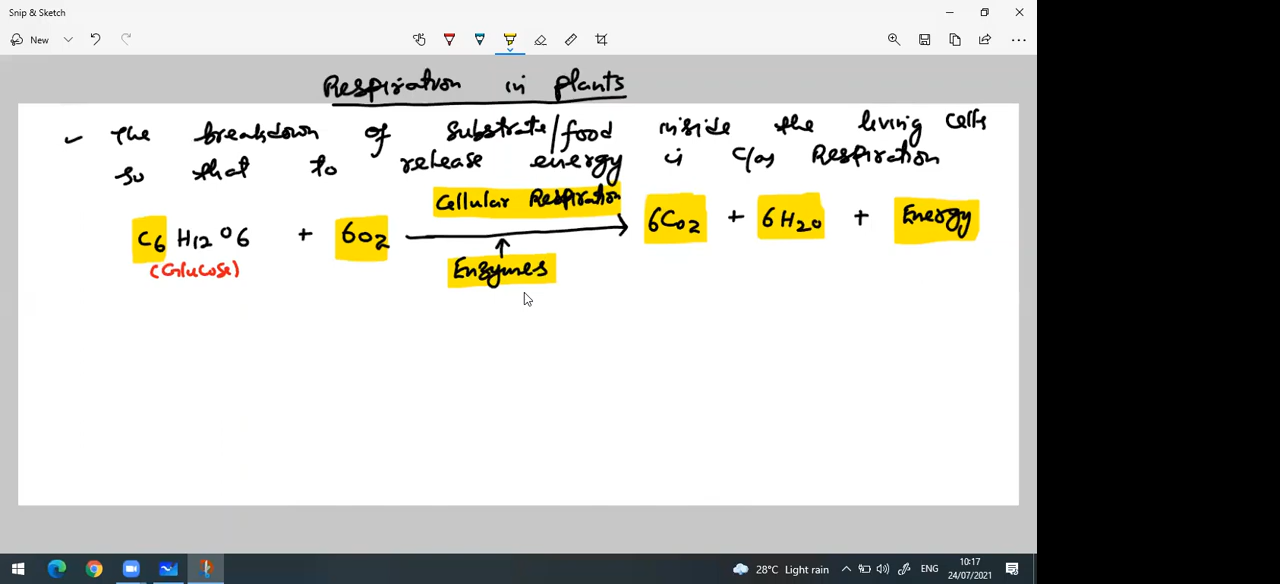 Snip & Sketch
New
Respiration in plants
The breakdown of substrate/food inside the living cells
so that to release energy is c/as Respiration
Cellular Respiration
C6 H12 O6 + 6O2 6CO2 + 6H2O + Energy
(Glucose)
Enzymes
28°C Light rain
ENG
10:17
24/07/2021